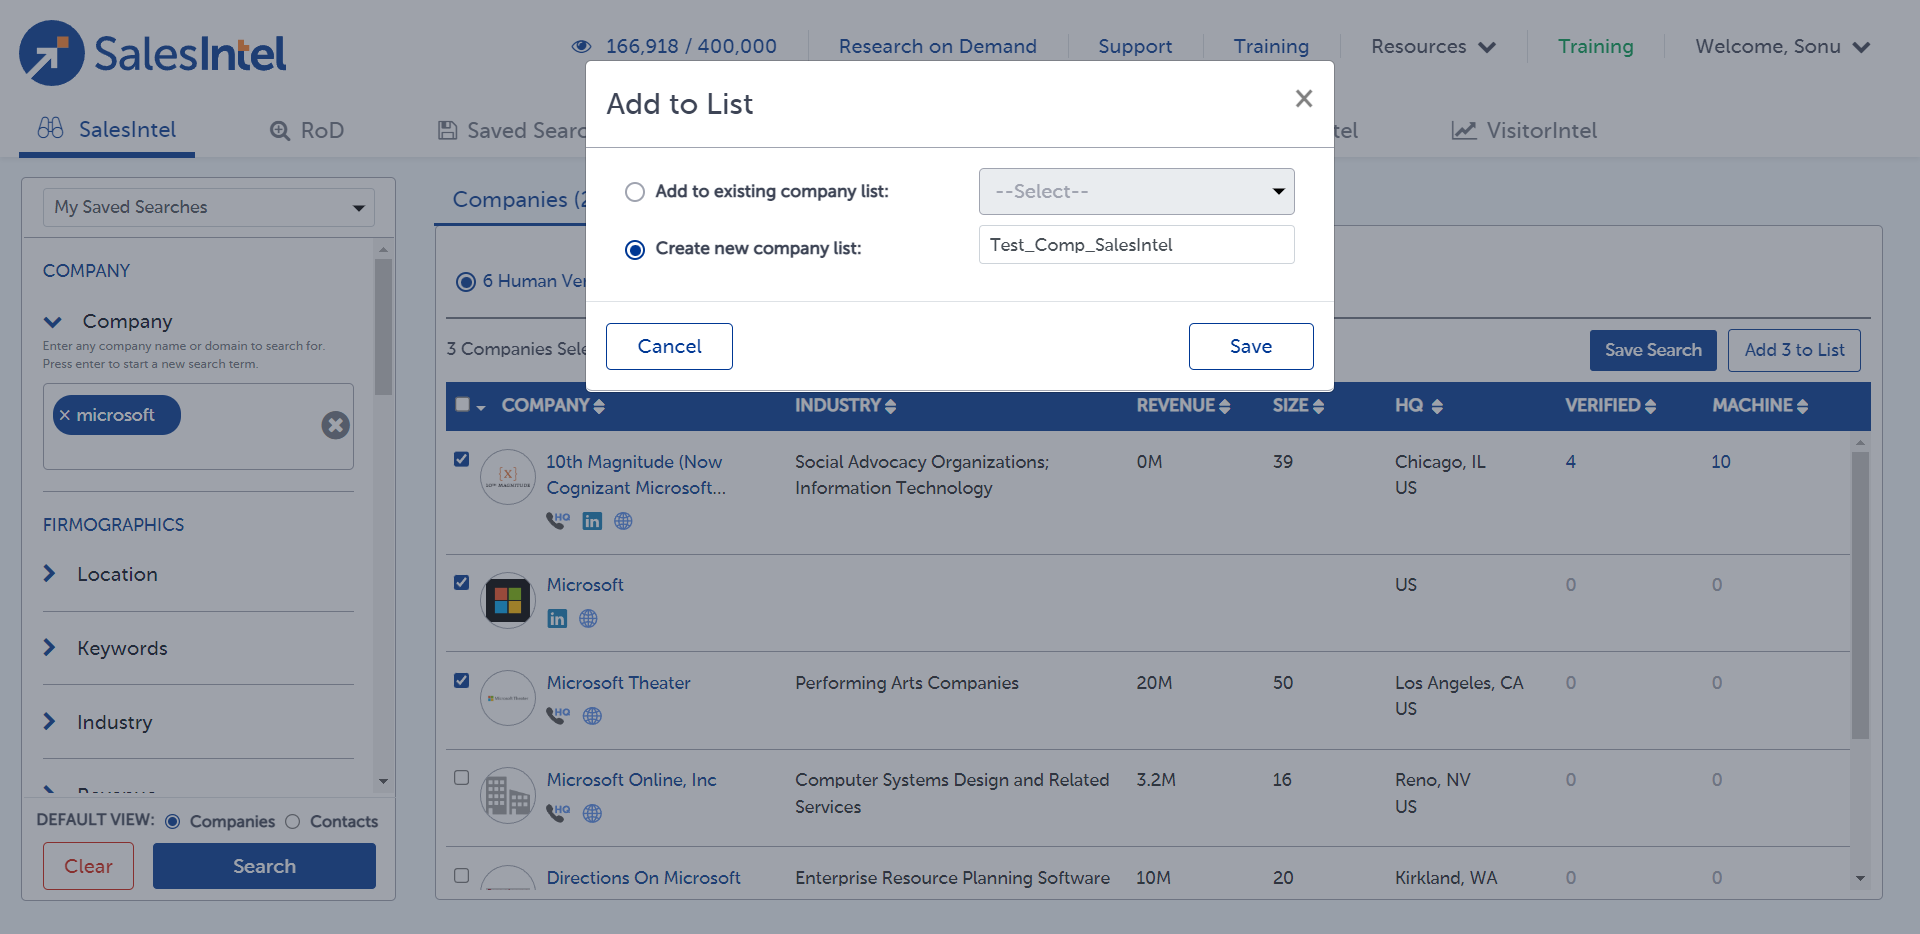 SalesIntel
166,918 / 400,000
Research on Demand
Support
Training
Resources
Training
Welcome, Sonu
SalesIntel
RoD
Saved Searc
tel
VisitorIntel
Add to List
Add to existing company list:
--Select--
Create new company list:
Test_Comp_SalesIntel
Cancel
Save
My Saved Searches
COMPANY
Company
Enter any company name or domain to search for.
Press enter to start a new search term.
× microsoft
FIRMOGRAPHICS
Location
Keywords
Industry
Revenue
DEFAULT VIEW:
Companies
Contacts
Clear
Search
Companies (2
6 Human Ver
3 Companies Sele
Save Search
Add 3 to List
COMPANY INDUSTRY REVENUE SIZE HQ VERIFIED MACHINE
10th Magnitude (Now Social Advocacy Organizations; 0M 39 Chicago, IL 4 10
Cognizant Microsoft... Information Technology US
HQ
Microsoft US 0 0
Microsoft Theater Performing Arts Companies 20M 50 Los Angeles, CA 0 0
US
HQ
Microsoft Online, Inc Computer Systems Design and Related 3.2M 16 Reno, NV 0 0
Services US
HQ
Directions On Microsoft Enterprise Resource Planning Software 10M 20 Kirkland, WA 0 0